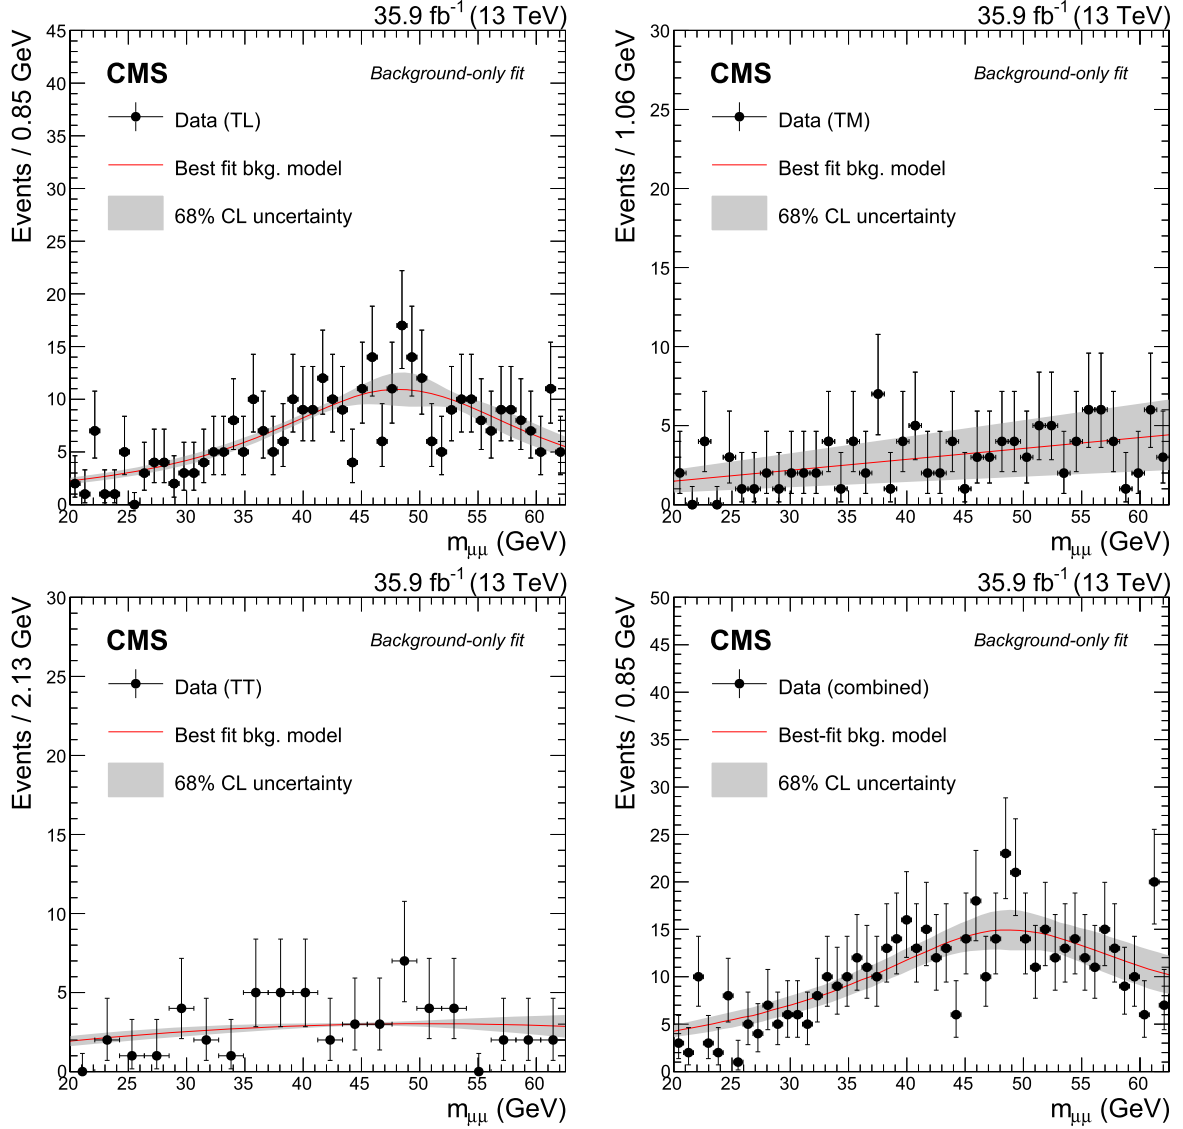 35.9 fb⁻¹ (13 TeV)
Events / 0.85 GeV
45
40
35
30
25
20
15
10
5
0
CMS
Background-only fit
Data (TL)
Best fit bkg. model
68% CL uncertainty
20 25 30 35 40 45 50 55 60
mμμ (GeV)
35.9 fb⁻¹ (13 TeV)
Events / 1.06 GeV
30
25
20
15
10
5
0
CMS
Background-only fit
Data (TM)
Best fit bkg. model
68% CL uncertainty
20 25 30 35 40 45 50 55 60
mμμ (GeV)
35.9 fb⁻¹ (13 TeV)
Events / 2.13 GeV
30
25
20
15
10
5
0
CMS
Background-only fit
Data (TT)
Best fit bkg. model
68% CL uncertainty
20 25 30 35 40 45 50 55 60
mμμ (GeV)
35.9 fb⁻¹ (13 TeV)
Events / 0.85 GeV
50
45
40
35
30
25
20
15
10
5
0
CMS
Background-only fit
Data (combined)
Best-fit bkg. model
68% CL uncertainty
20 25 30 35 40 45 50 55 60
mμμ (GeV)